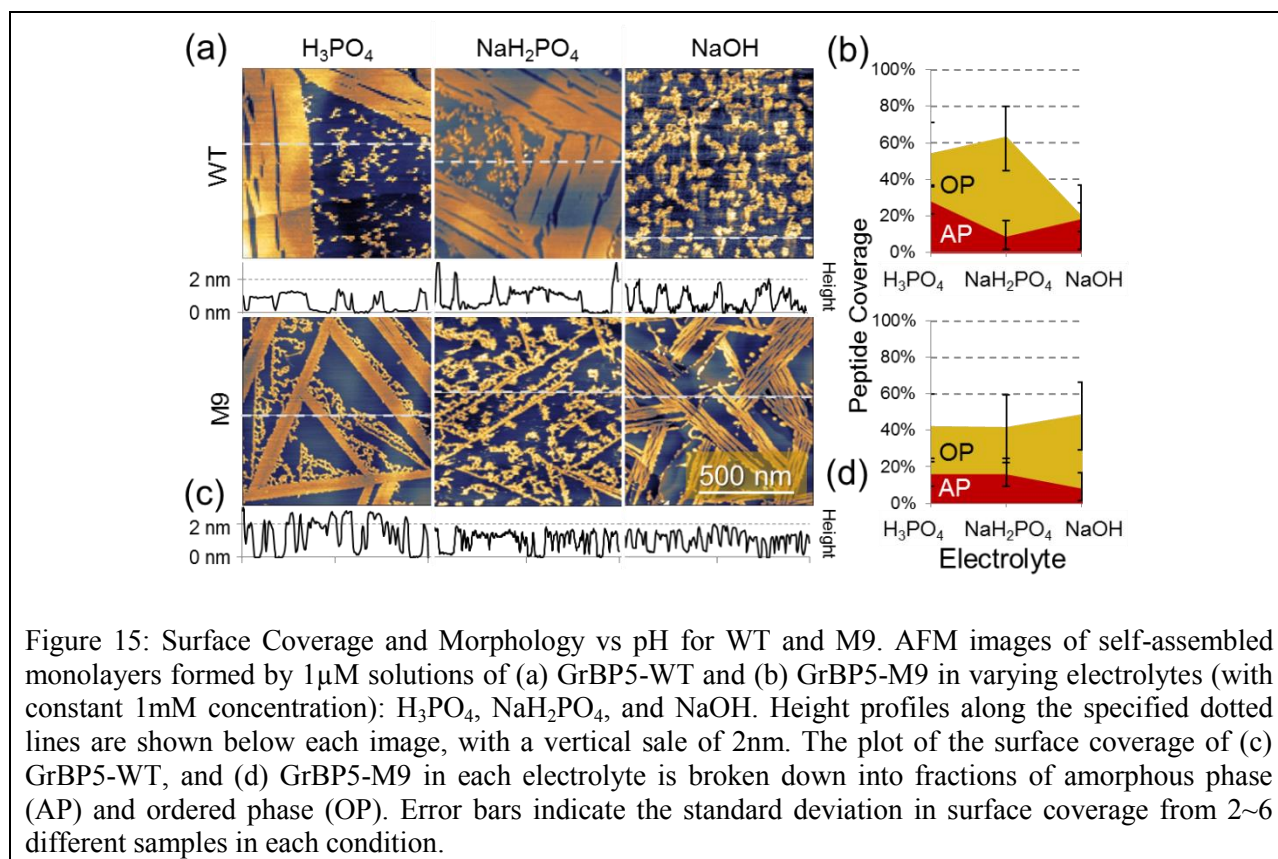 (a)
H₃PO₄ NaH₂PO₄ NaOH
WT
2 nm
0 nm
Height
M9
500 nm
(c)
2 nm
0 nm
Height
(b)
100%
80%
60%
40%
20%
0%
OP
AP
H₃PO₄ NaH₂PO₄ NaOH
Peptide Coverage
100%
80%
60%
40%
20%
0%
OP
AP
(d)
H₃PO₄ NaH₂PO₄ NaOH
Electrolyte
Figure 15: Surface Coverage and Morphology vs pH for WT and M9. AFM images of self-assembled
monolayers formed by 1µM solutions of (a) GrBP5-WT and (b) GrBP5-M9 in varying electrolytes (with
constant 1mM concentration): H₃PO₄, NaH₂PO₄, and NaOH. Height profiles along the specified dotted
lines are shown below each image, with a vertical sale of 2nm. The plot of the surface coverage of (c)
GrBP5-WT, and (d) GrBP5-M9 in each electrolyte is broken down into fractions of amorphous phase
(AP) and ordered phase (OP). Error bars indicate the standard deviation in surface coverage from 2~6
different samples in each condition.